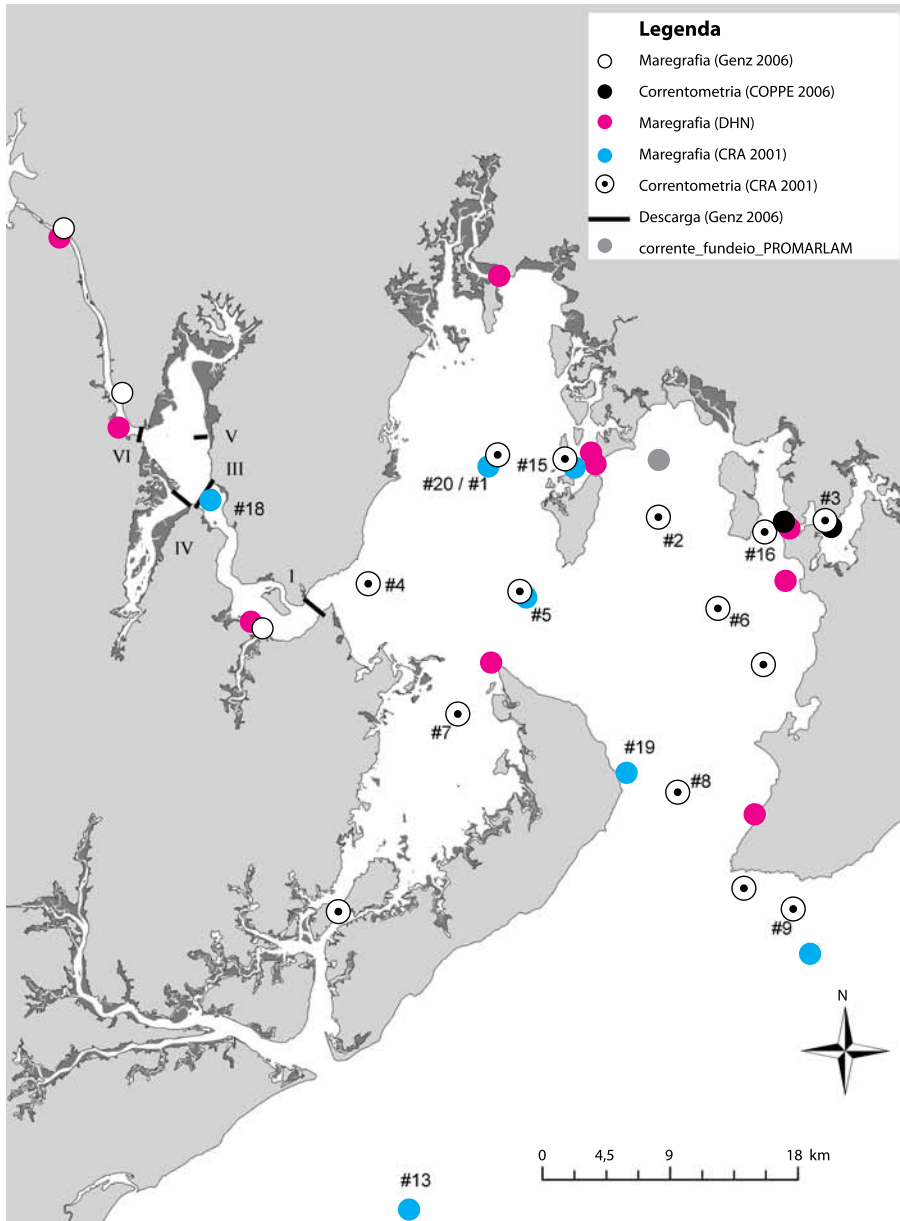 Legenda
Maregrafia (Genz 2006)
Correntometria (COPPE 2006)
Maregrafia (DHN)
Maregrafia (CRA 2001)
Correntometria (CRA 2001)
Descarga (Genz 2006)
corrente_fundeio_PROMARLAM
VI
V
III
#18
IV
I
#20 / #1
#15
#2
#3
#16
#4
#5
#6
#7
#19
#8
#9
N
0 4,5 9 18 km
#13